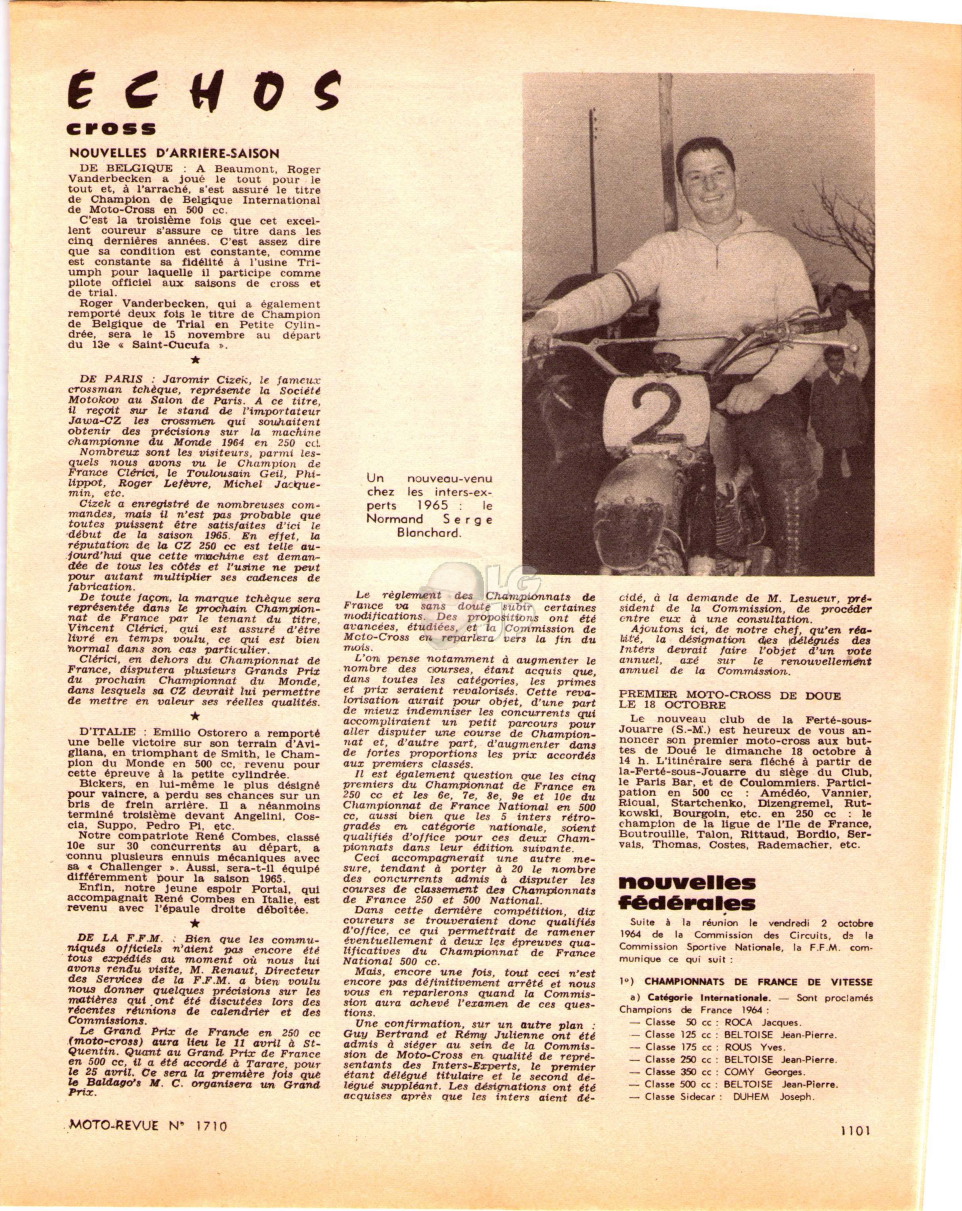 ECHOS
cross
NOUVELLES D'ARRIÈRE-SAISON
DE BELGIQUE : A Beaumont, Roger
Vanderbecken a joué le tout pour le
tout et, à l'arraché, s'est assuré le titre
de Champion de Belgique International
de Moto-Cross en 500 cc.
C'est la troisième fois que cet excel-
lent coureur s'assure ce titre dans les
cinq dernières années. C'est assez dire
que sa condition est constante, comme
est constante sa fidélité à l'usine Tri-
umph pour laquelle il participe comme
pilote officiel aux saisons de cross et
de trial.
Roger Vanderbecken, qui a également
remporté deux fois le titre de Champion
de Belgique de Trial en Petite Cylin-
drée, sera le 15 novembre au départ
du 13e « Saint-Cucufa ».
★
DE PARIS : Jaromir Cizek, le fameux
crossman tchèque, représente la Société
Motokov au Salon de Paris. A ce titre,
il reçoit sur le stand de l'importateur
Jawa-CZ les crossmen qui souhaitent
obtenir des précisions sur la machine
championne du Monde 1964 en 250 cc.
Nombreux sont les visiteurs, parmi les-
quels nous avons vu le Champion de
France Clérici, le Toulousain Geil, Phi-
lippot, Roger Lefèvre, Michel Jacque-
min, etc.
Cizek a enregistré de nombreuses com-
mandes, mais il n'est pas probable que
toutes puissent être satisfaites d'ici le
début de la saison 1965. En effet, la
réputation de la CZ 250 cc est telle au-
jourd'hui que cette machine est deman-
dée de tous les côtés et l'usine ne peut
pour autant multiplier ses cadences de
fabrication.
De toute façon, la marque tchèque sera
représentée dans le prochain Champion-
nat de France par le tenant du titre,
Vincent Clérici, qui est assuré d'être
livré en temps voulu, ce qui est bien
normal dans son cas particulier.
Clérici, en dehors du Championnat de
France, disputera plusieurs Grands Prix
du prochain Championnat du Monde,
dans lesquels sa CZ devrait lui permettre
de mettre en valeur ses réelles qualités.
★
D'ITALIE : Emilio Ostorero a remporté
une belle victoire sur son terrain d'Avi-
gliana, en triomphant de Smith, le Cham-
pion du Monde en 500 cc, revenu pour
cette épreuve à la petite cylindrée.
Bickers, en lui-même le plus désigné
pour vaincre, a perdu ses chances sur un
bris de frein arrière. Il a néanmoins
terminé troisième devant Angelini, Cos-
cia, Suppo, Pedro Pi, etc.
Notre compatriote René Combes, classé
10e sur 30 concurrents au départ, a
connu plusieurs ennuis mécaniques avec
sa « Challenger ». Aussi, sera-t-il équipé
différemment pour la saison 1965.
Enfin, notre jeune espoir Portal, qui
accompagnait René Combes en Italie, est
revenu avec l'épaule droite déboîtée.
★
DE LA F.F.M. : Bien que les commu-
niqués officiels n'aient pas encore été
tous expédiés au moment où nous lui
avons rendu visite, M. Renaut, Directeur
des Services de la F.F.M. a bien voulu
nous donner quelques précisions sur les
matières qui ont été discutées lors des
récentes réunions de calendrier et des
Commissions.
Le Grand Prix de France en 250 cc
(moto-cross) aura lieu le 11 avril à St-
Quentin. Quant au Grand Prix de France
en 500 cc, il a été accordé à Tarare, pour
le 25 avril. Ce sera la première fois que
le Baldago's M. C. organisera un Grand
Prix.
Un nouveau-venu
chez les inters-ex-
perts 1965 : le
Normand Serge
Blanchard.
2
LG
Le règlement des Championnats de
France va sans doute subir certaines
modifications. Des propositions ont été
avancées, étudiées, et la Commission de
Moto-Cross en reparlera vers la fin du
mois.
L'on pense notamment à augmenter le
nombre des courses, étant acquis que,
dans toutes les catégories, les primes
et prix seraient revalorisés. Cette reva-
lorisation aurait pour objet, d'une part
de mieux indemniser les concurrents qui
accompliraient un petit parcours pour
aller disputer une course de Champion-
nat et, d'autre part, d'augmenter dans
de fortes proportions les prix accordés
aux premiers classés.
Il est également question que les cinq
premiers du Championnat de France en
250 cc et les 6e, 7e, 8e, 9e et 10e du
Championnat de France National en 500
cc, aussi bien que les 5 inters rétro-
gradés en catégorie nationale, soient
qualifiés d'office pour ces deux Cham-
pionnats dans leur édition suivante.
Ceci accompagnerait une autre me-
sure, tendant à porter à 20 le nombre
des concurrents admis à disputer les
courses de classement des Championnats
de France 250 et 500 National.
Dans cette dernière compétition, dix
coureurs se trouveraient donc qualifiés
d'office, ce qui permettrait de ramener
éventuellement à deux les épreuves qua-
lificatives du Championnat de France
National 500 cc.
Mais, encore une fois, tout ceci n'est
encore pas définitivement arrêté et nous
vous en reparlerons quand la Commis-
sion aura achevé l'examen de ces ques-
tions.
Une confirmation, sur un autre plan :
Guy Bertrand et Rémy Julienne ont été
admis à siéger au sein de la Commis-
sion de Moto-Cross en qualité de repré-
sentants des Inters-Experts, le premier
étant délégué titulaire et le second dé-
légué suppléant. Les désignations ont été
acquises après que les inters aient dé-
cidé, à la demande de M. Lesueur, pré-
sident de la Commission, de procéder
entre eux à une consultation.
Ajoutons ici, de notre chef, qu'en réa-
lité, la désignation des délégués des
Inters devrait faire l'objet d'un vote
annuel, axé sur le renouvellement
annuel de la Commission.
PREMIER MOTO-CROSS DE DOUE
LE 18 OCTOBRE
Le nouveau club de la Ferté-sous-
Jouarre (S.-M.) est heureux de vous an-
noncer son premier moto-cross aux but-
tes de Doué le dimanche 18 octobre à
14 h. L'itinéraire sera fléché à partir de
la-Ferté-sous-Jouarre du siège du Club,
le Paris Bar, et de Coulommiers. Partici-
pation en 500 cc : Amédéo, Vannier,
Rioual, Startchenko, Dizengremel, Rut-
kowski, Bourgoin, etc. en 250 cc : le
champion de la ligue de l'Ile de France,
Boutrouille, Talon, Rittaud, Bordio, Ser-
vais, Thomas, Costes, Rademacher, etc.
nouvelles
fédérales
Suite à la réunion le vendredi 2 octobre
1964 de la Commission des Circuits, de la
Commission Sportive Nationale, la F.F.M. com-
munique ce qui suit :
1°) CHAMPIONNATS DE FRANCE DE VITESSE
a) Catégorie Internationale. — Sont proclamés
Champions de France 1964 :
— Classe 50 cc : ROCA Jacques.
— Classe 125 cc : BELTOISE Jean-Pierre.
— Classe 175 cc : ROUS Yves.
— Classe 250 cc : BELTOISE Jean-Pierre.
— Classe 350 cc : COMY Georges.
— Classe 500 cc : BELTOISE Jean-Pierre.
— Classe Sidecar : DUHEM Joseph.
MOTO-REVUE N° 1710
1101